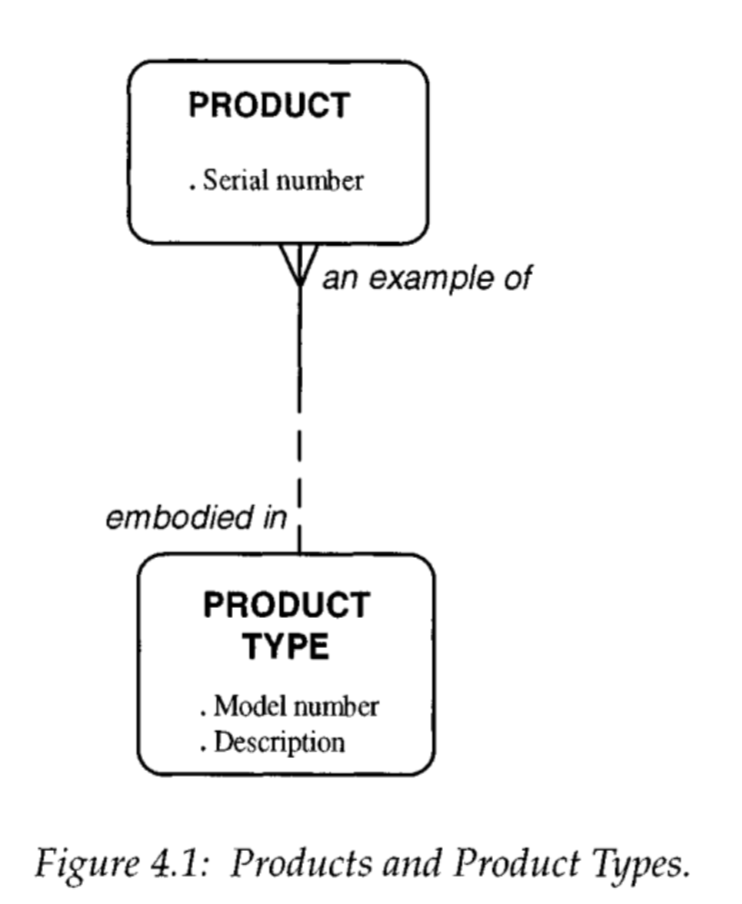 PRODUCT
. Serial number
an example of
embodied in
PRODUCT
TYPE
. Model number
. Description
Figure 4.1: Products and Product Types.